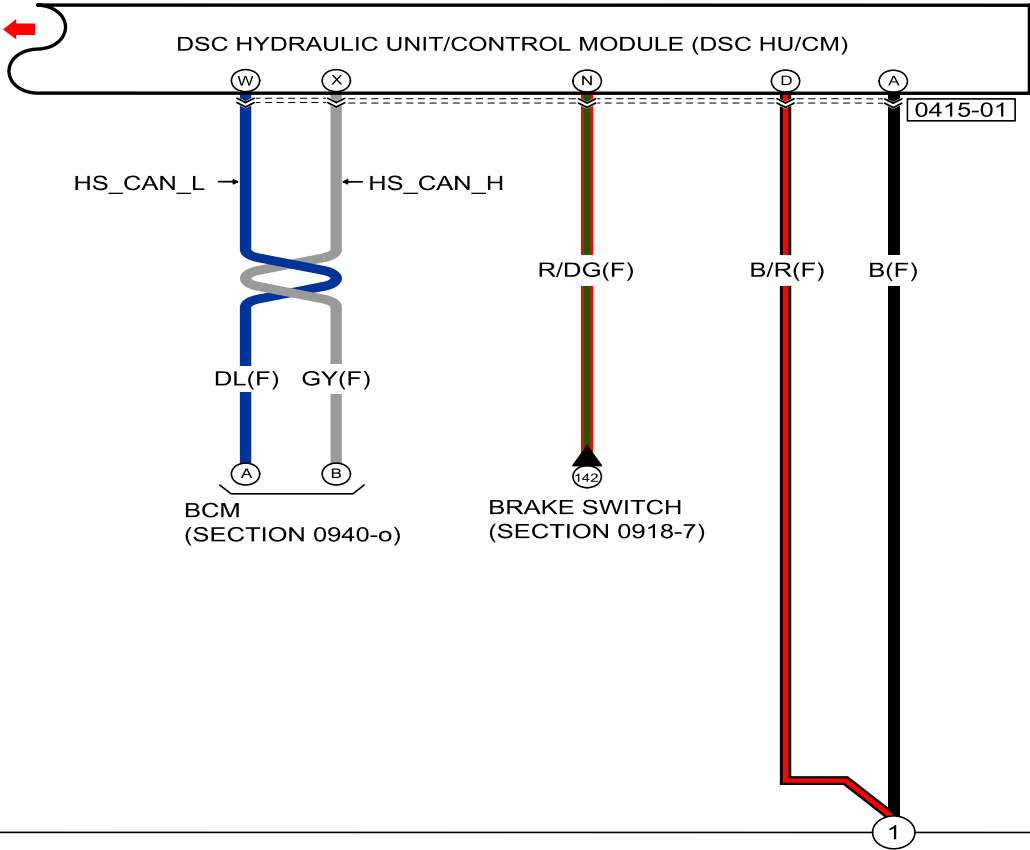 DSC HYDRAULIC UNIT/CONTROL MODULE (DSC HU/CM)
W X N D A
0415-01
HS_CAN_L HS_CAN_H
R/DG(F) B/R(F) B(F)
DL(F) GY(F)
A B 142
BCM
(SECTION 0940-o)
BRAKE SWITCH
(SECTION 0918-7)
1